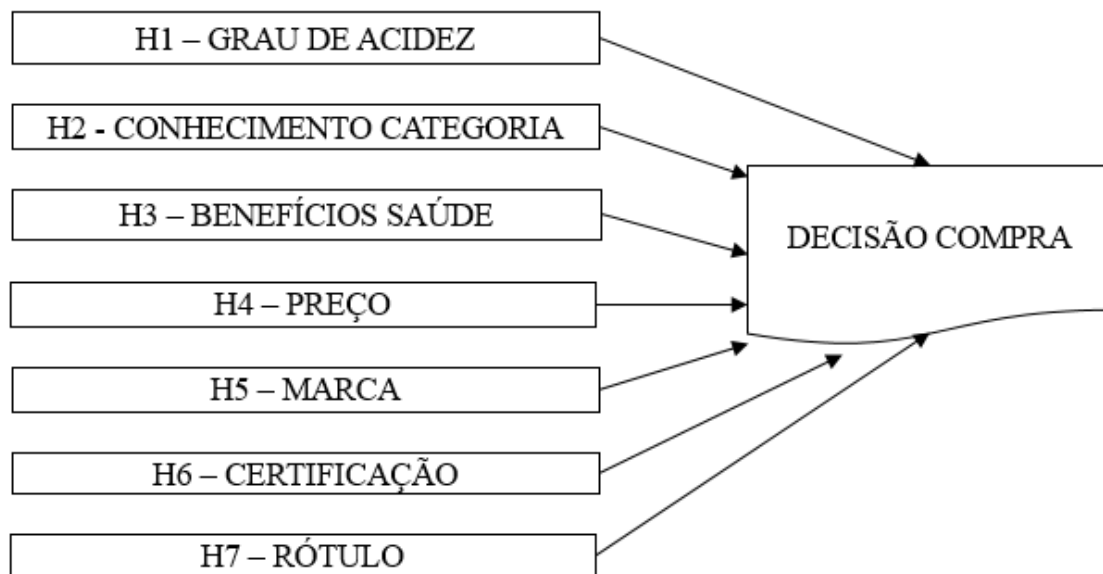 H1 – GRAU DE ACIDEZ
H2 - CONHECIMENTO CATEGORIA
H3 – BENEFÍCIOS SAÚDE
H4 – PREÇO
H5 – MARCA
H6 – CERTIFICAÇÃO
H7 – RÓTULO
DECISÃO COMPRA